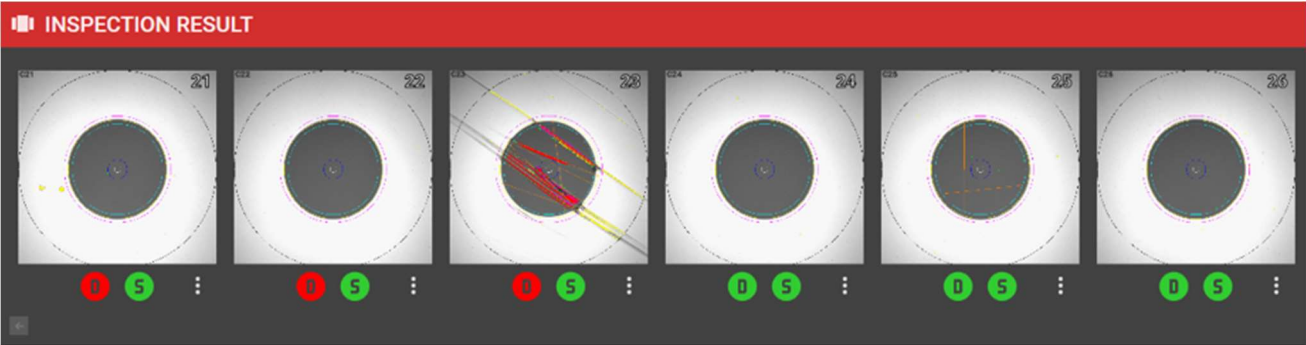 INSPECTION RESULT
C21 21
C22 22
C23 23
C24 24
C25 25
C26 26
D S
D S
D S
D S
D S
D S